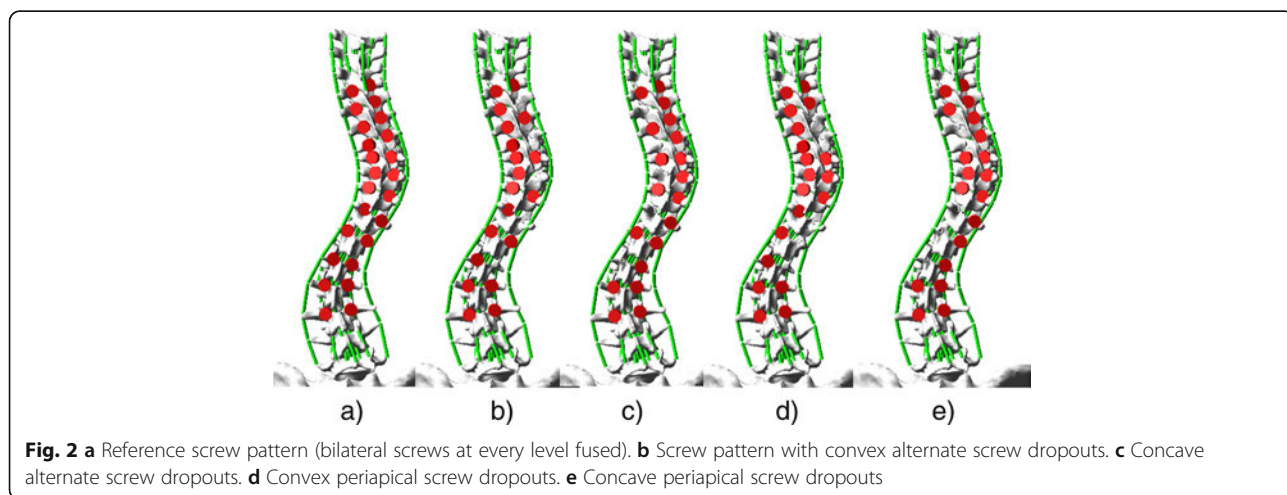 a) b) c) d) e)
Fig. 2 a Reference screw pattern (bilateral screws at every level fused). b Screw pattern with convex alternate screw dropouts. c Concave
alternate screw dropouts. d Convex periapical screw dropouts. e Concave periapical screw dropouts